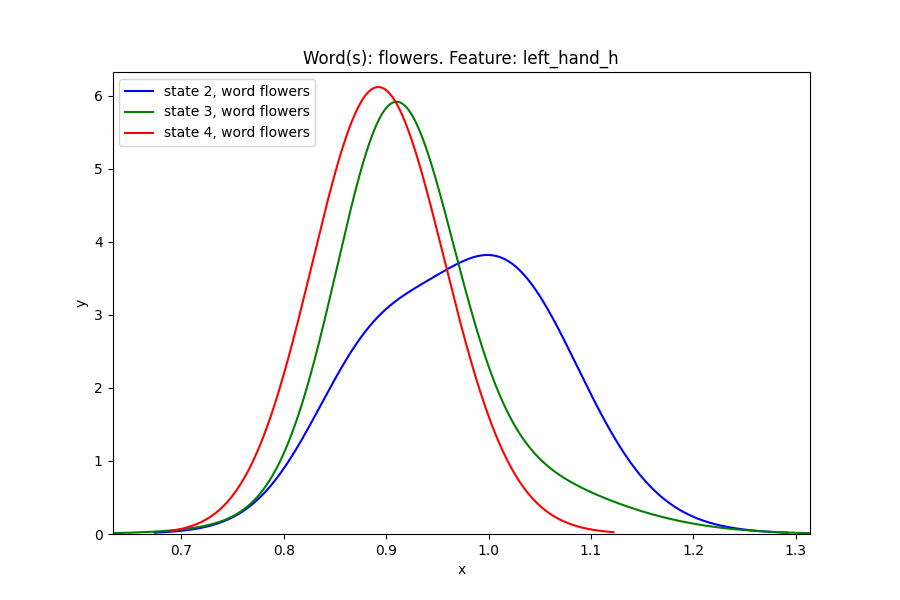 Word(s): flowers. Feature: left_hand_h
state 2, word flowers
state 3, word flowers
state 4, word flowers
6
5
4
3
2
1
0
y
0.7 0.8 0.9 1.0 1.1 1.2 1.3
x